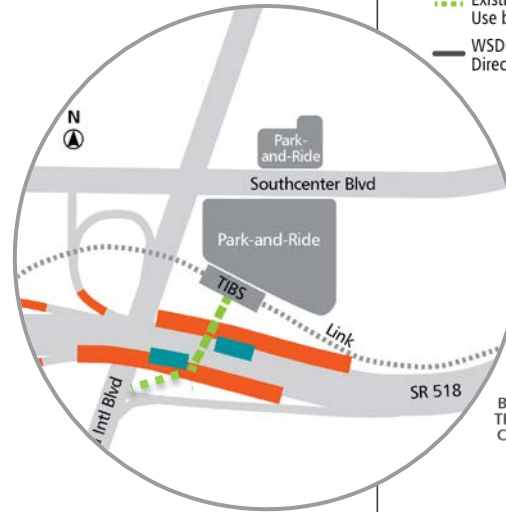 Use b
WSD
Direc
N
Park-
and-Ride
Southcenter Blvd
Park-and-Ride
TIBS
Link
SR 518
Intl Blvd
B
T
C